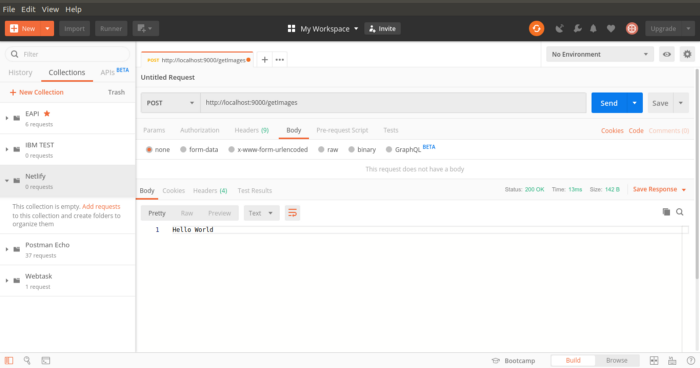 File Edit View Help
New Import Runner My Workspace Invite Upgrade
Filter
History Collections APIs BETA
New Collection Trash
EAPI
6 requests
IBM TEST
0 requests
Netlify
0 requests
This collection is empty. Add requests
to this collection and create folders to
organize them
Postman Echo
37 requests
Webtask
1 request
POST http://localhost:9000/getImages
No Environment
Untitled Request
POST http://localhost:9000/getImages Send Save
Params Authorization Headers (9) Body Pre-request Script Tests Cookies Code Comments (0)
none form-data x-www-form-urlencoded raw binary GraphQL BETA
This request does not have a body
Body Cookies Headers (4) Test Results Status: 200 OK Time: 13ms Size: 142 B Save Response
Pretty Raw Preview Text
1 Hello World
Bootcamp Build Browse